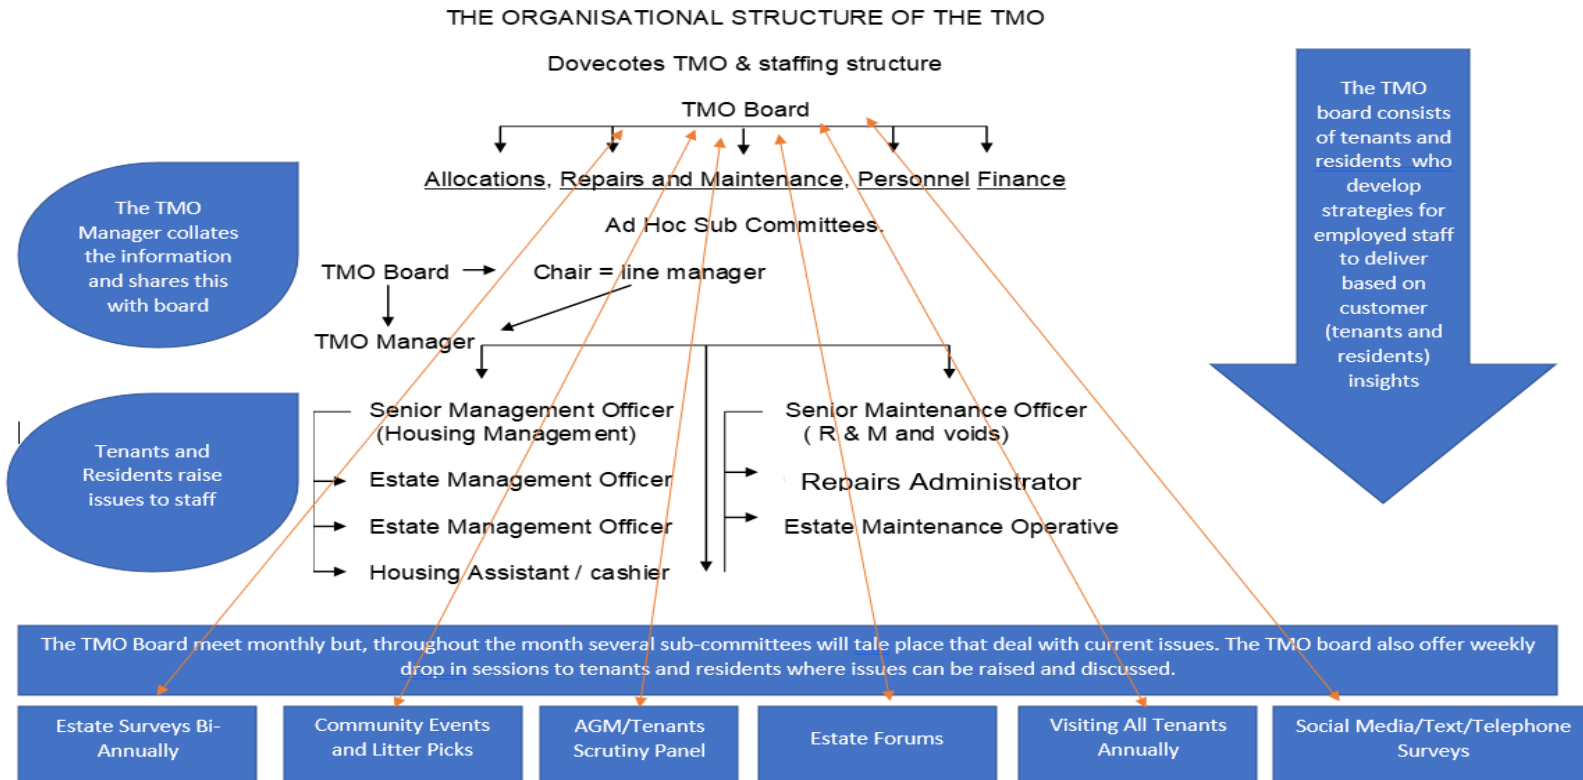 THE ORGANISATIONAL STRUCTURE OF THE TMO
Dovecotes TMO & staffing structure
TMO Board
Allocations, Repairs and Maintenance, Personnel Finance
Ad Hoc Sub Committees.
TMO Board
Chair = line manager
TMO Manager
Senior Management Officer
(Housing Management)
Estate Management Officer
Estate Management Officer
Housing Assistant / cashier
Senior Maintenance Officer
( R & M and voids)
Repairs Administrator
Estate Maintenance Operative
The TMO
Manager collates
the information
and shares this
with board
Tenants and
Residents raise
issues to staff
The TMO
board consists
of tenants and
residents who
develop
strategies for
employed staff
to deliver
based on
customer
(tenants and
residents)
insights
The TMO Board meet monthly but, throughout the month several sub-committees will tale place that deal with current issues. The TMO board also offer weekly
drop in sessions to tenants and residents where issues can be raised and discussed.
Estate Surveys Bi-
Annually
Community Events
and Litter Picks
AGM/Tenants
Scrutiny Panel
Estate Forums
Visiting All Tenants
Annually
Social Media/Text/Telephone
Surveys